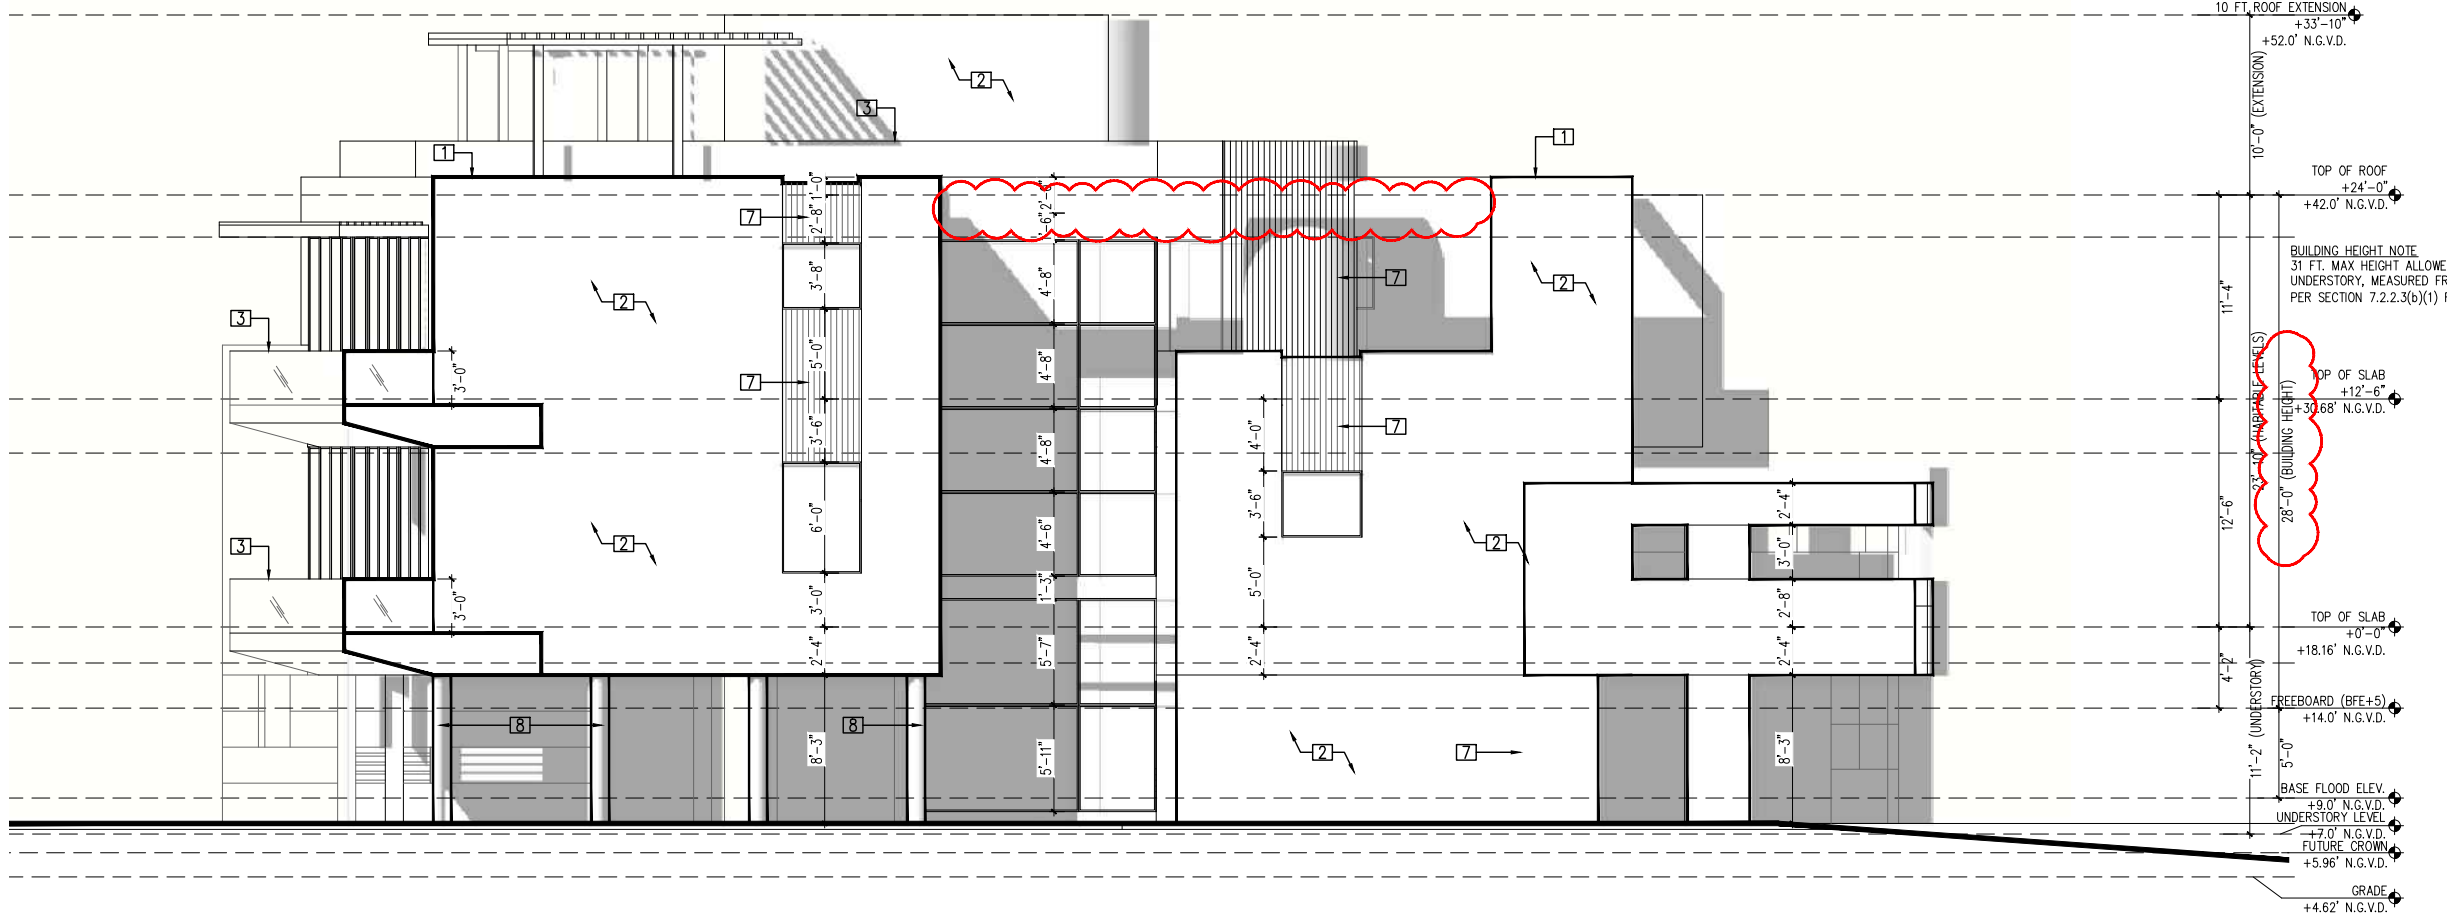 10 FT ROOF EXTENSION
+33'-10"
+52.0' N.G.V.D.
2
3
10'-0" (EXTENSION)
1
1
TOP OF ROOF
+24'-0"
+42.0' N.G.V.D.
1'-0"
2'-8"
2'-6"
7
BUILDING HEIGHT NOTE
31 FT. MAX HEIGHT ALLOWE
UNDERSTORY, MEASURED FR
PER SECTION 7.2.2.3(b)(1)
3'-8"
4'-8"
7
2
2
11'-4"
3
5'-0"
4'-8"
7
3'-0"
23'-10" (HABITABLE LEVELS)
28'-0" (BUILDING HEIGHT)
TOP OF SLAB
+12'-6"
+30.68' N.G.V.D.
3'-6"
4'-8"
4'-0"
7
6'-0"
4'-6"
3'-6"
2'-4"
12'-6"
2
2
3
3'-0"
3'-0"
3'-0"
1'-3"
5'-0"
2'-8"
TOP OF SLAB
+0'-0"
+18.16' N.G.V.D.
2'-4"
5'-7"
2'-4"
2'-4"
4'-2"
11'-2" (UNDERSTORY)
FREEBOARD (BFE+5)
+14.0' N.G.V.D.
8
8
8'-3"
5'-11"
2
7
8'-3"
5'-0"
BASE FLOOD ELEV.
+9.0' N.G.V.D.
UNDERSTORY LEVEL
+7.0' N.G.V.D.
FUTURE CROWN
+5.96' N.G.V.D.
GRADE
+4.62' N.G.V.D.